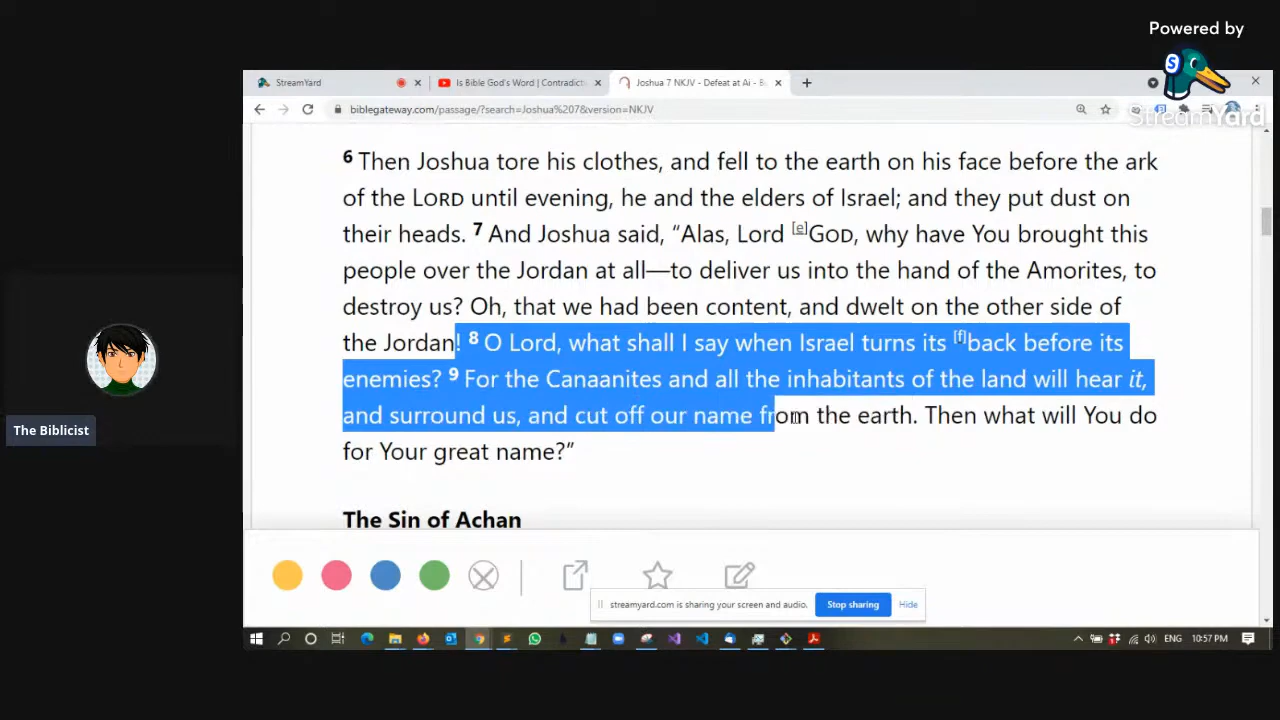 Powered by
StreamYard
StreamYard
Is Bible God's Word | Contradicti
Joshua 7 NKJV - Defeat at Ai - B
biblegateway.com/passage/?search=Joshua%207&version=NKJV
6 Then Joshua tore his clothes, and fell to the earth on his face before the ark
of the LORD until evening, he and the elders of Israel; and they put dust on
their heads. 7 And Joshua said, “Alas, Lord [e]GOD, why have You brought this
people over the Jordan at all—to deliver us into the hand of the Amorites, to
destroy us? Oh, that we had been content, and dwelt on the other side of
the Jordan! 8 O Lord, what shall I say when Israel turns its [f]back before its
enemies? 9 For the Canaanites and all the inhabitants of the land will hear it,
and surround us, and cut off our name from the earth. Then what will You do
for Your great name?”
The Sin of Achan
The Biblicist
streamyard.com is sharing your screen and audio.
Stop sharing
Hide
ENG
10:57 PM